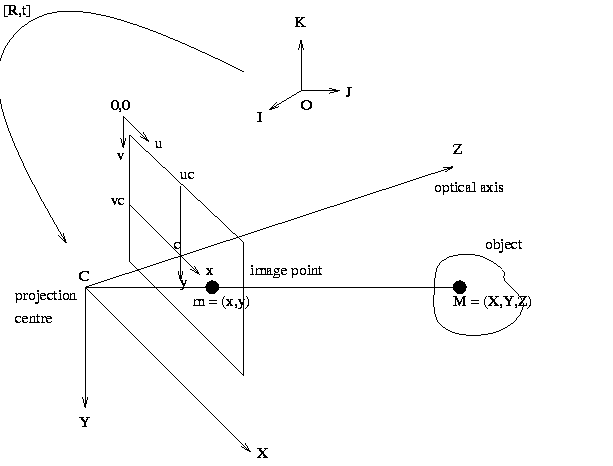 [R,t]
K
J
O
I
0,0
u
v
Z
uc
optical axis
vc
c
object
x
image point
C
y
projection
centre
m = (x,y)
M = (X,Y,Z)
Y
X